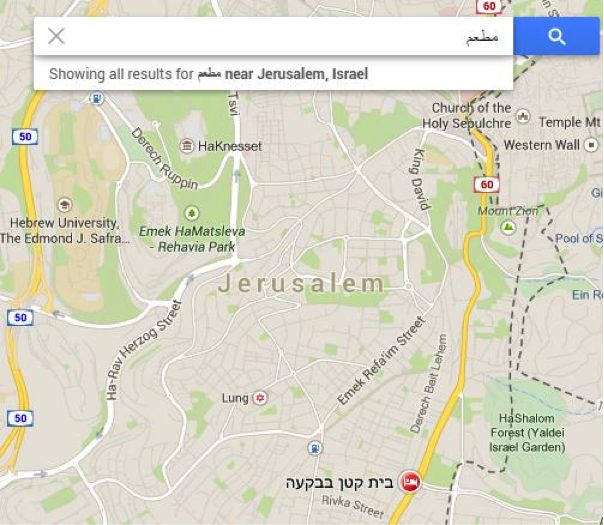 60
مطعم
Showing all results for مطعم near Jerusalem, Israel
Tsvi
50
Church of the
Holy Sepulchre
Temple Mt
Derech Ruppin
HaKnesset
Western Wall
King David
60
Hebrew University,
The Edmond J. Safra...
Emek HaMatsleva
- Rehavia Park
Mount Zion
Pool of S
Jerusalem
Ein Ro
50
Ha-Rav Herzog Street
Emek Refa'im Street
Derech Beit Lehem
Lung
50
HaShalom
Forest (Yaldei
Israel Garden)
בית קטן בבקעה
Rivka Street